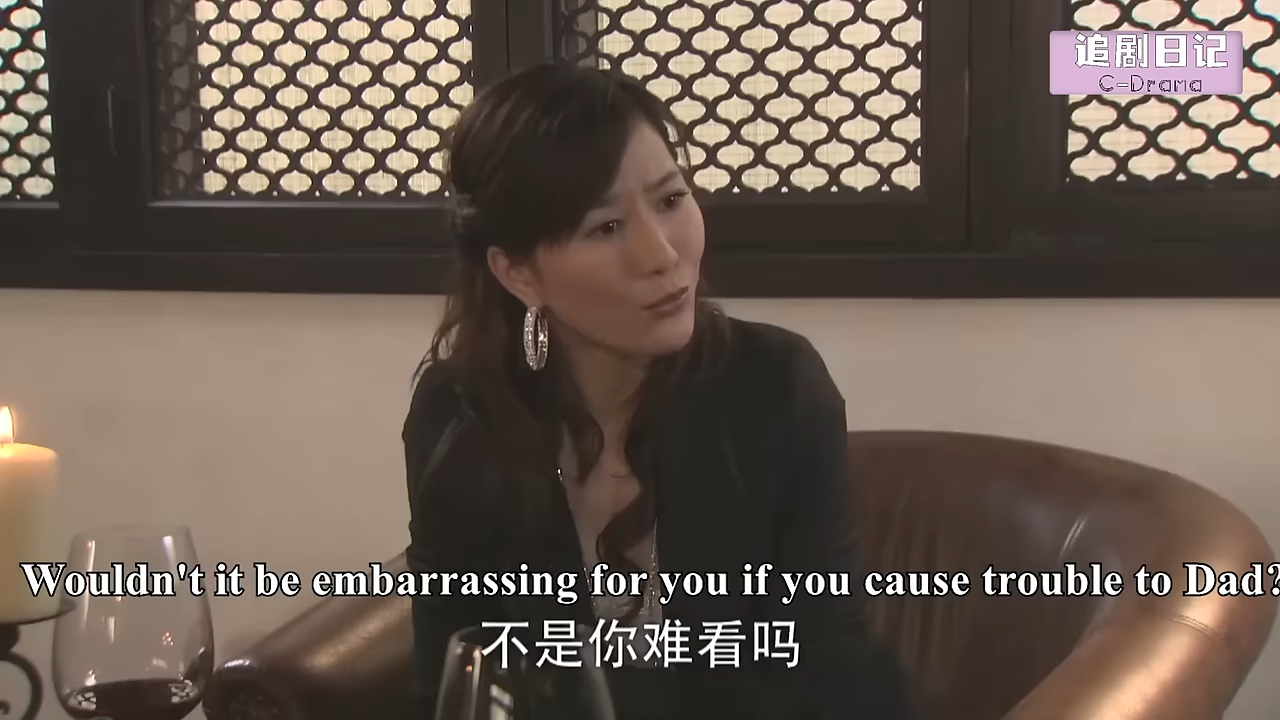 追剧日记
C-Drama
Wouldn't it be embarrassing for you if you cause trouble to Dad?
不是你难看吗